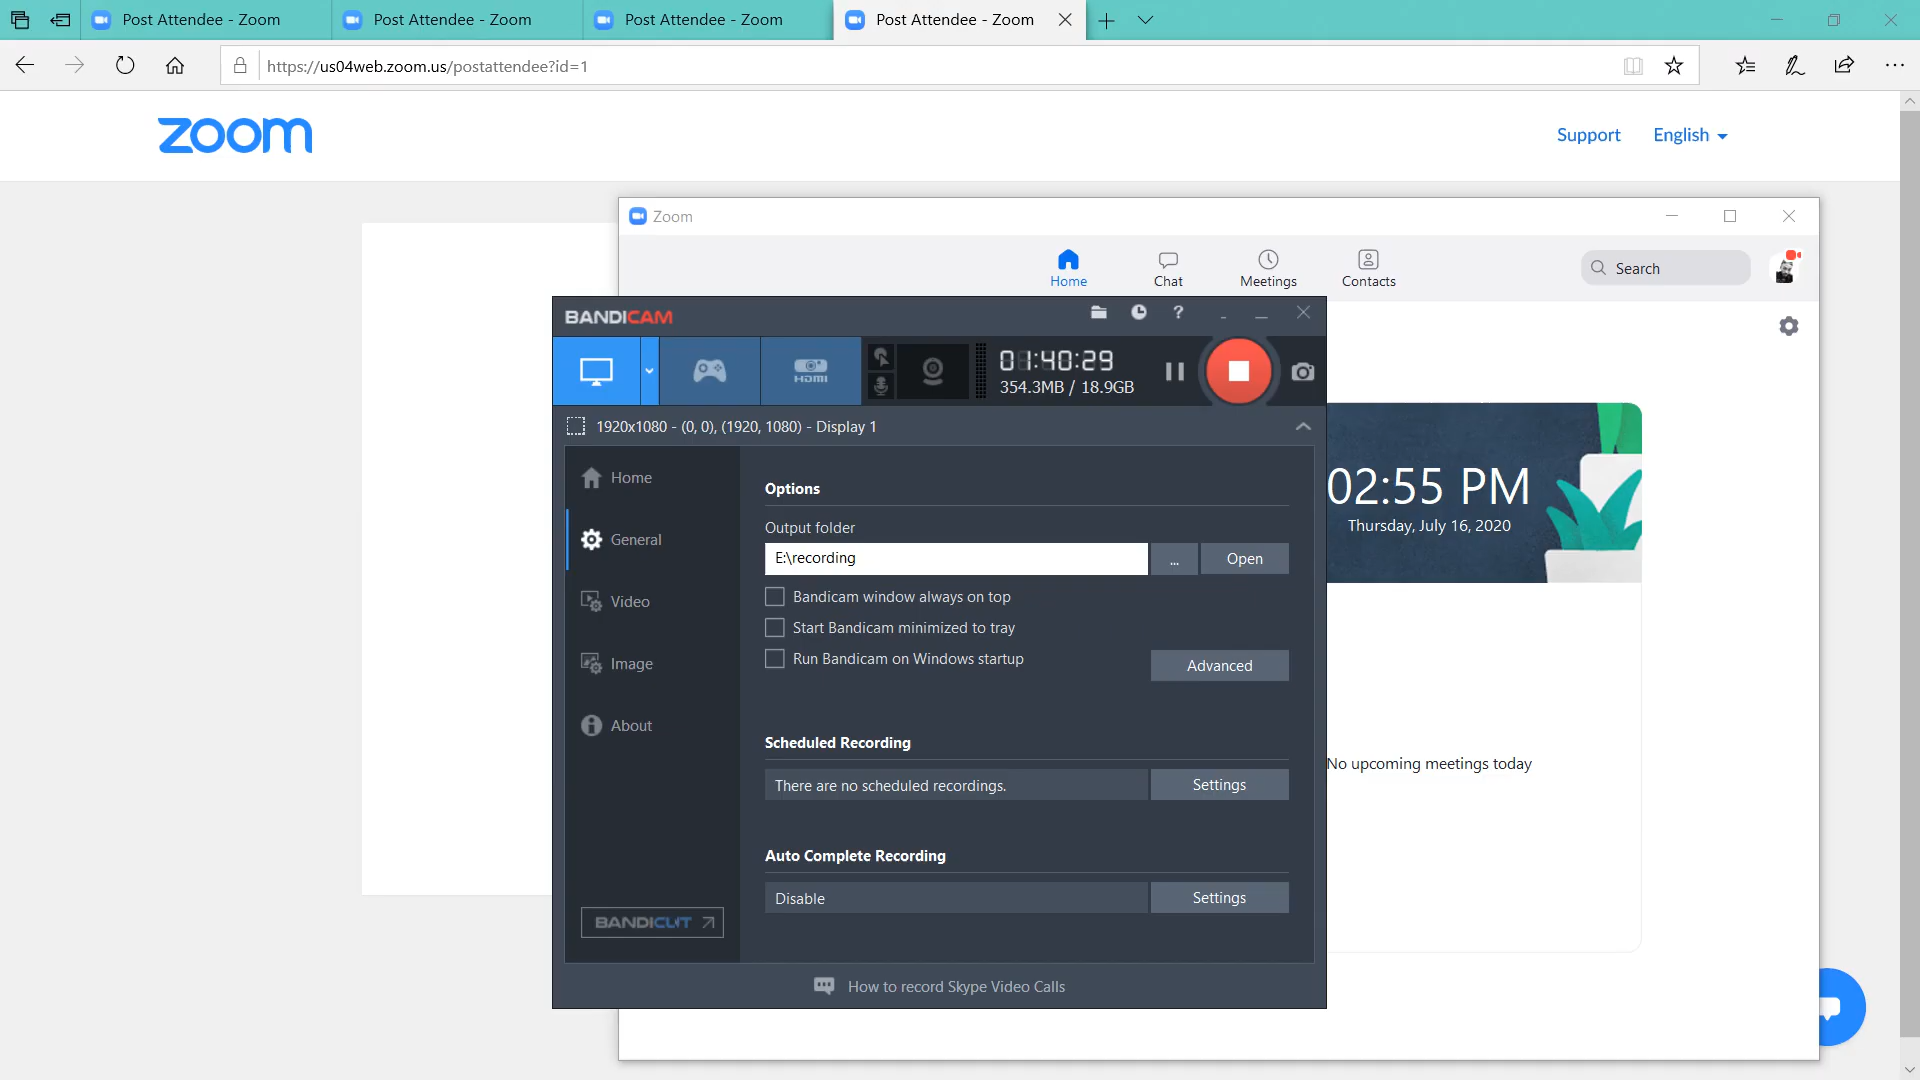 Post Attendee - Zoom
Post Attendee - Zoom
Post Attendee - Zoom
Post Attendee - Zoom
https://us04web.zoom.us/postattendee?id=1
zoom
Support
English
Zoom
Home
Chat
Meetings
Contacts
Search
BANDICAM
?
HDMI
01:40:29
354.3MB / 18.9GB
1920x1080 - (0, 0), (1920, 1080) - Display 1
Home
General
Video
Image
About
BANDICUT
Options
Output folder
E:\recording
...
Open
Bandicam window always on top
Start Bandicam minimized to tray
Run Bandicam on Windows startup
Advanced
Scheduled Recording
There are no scheduled recordings.
Settings
Auto Complete Recording
Disable
Settings
How to record Skype Video Calls
02:55 PM
Thursday, July 16, 2020
No upcoming meetings today